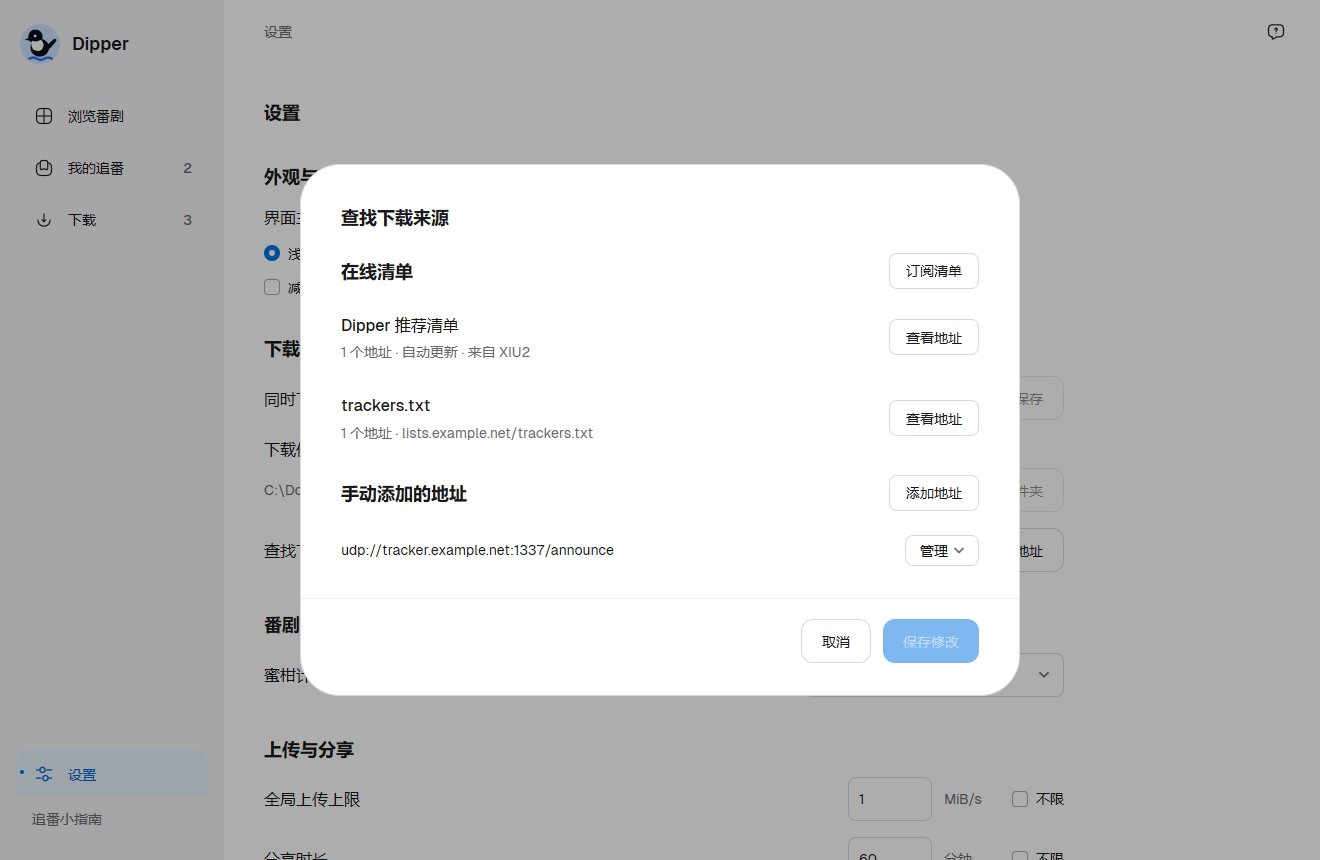 Dipper
设置
浏览番剧
我的追番 2
下载 3
设置
外观与
界面
浅
减
查找下载来源
在线清单
订阅清单
Dipper 推荐清单
1 个地址 · 自动更新 · 来自 XIU2
查看地址
trackers.txt
1 个地址 · lists.example.net/trackers.txt
查看地址
手动添加的地址
添加地址
udp://tracker.example.net:1337/announce
管理
取消
保存修改
下载
同时
保存
下载
C:\Do
件夹
查找
地址
番剧
蜜柑
上传与分享
全局上传上限
1
MiB/s
不限
分享时长
60
分钟
不限
设置
追番小指南